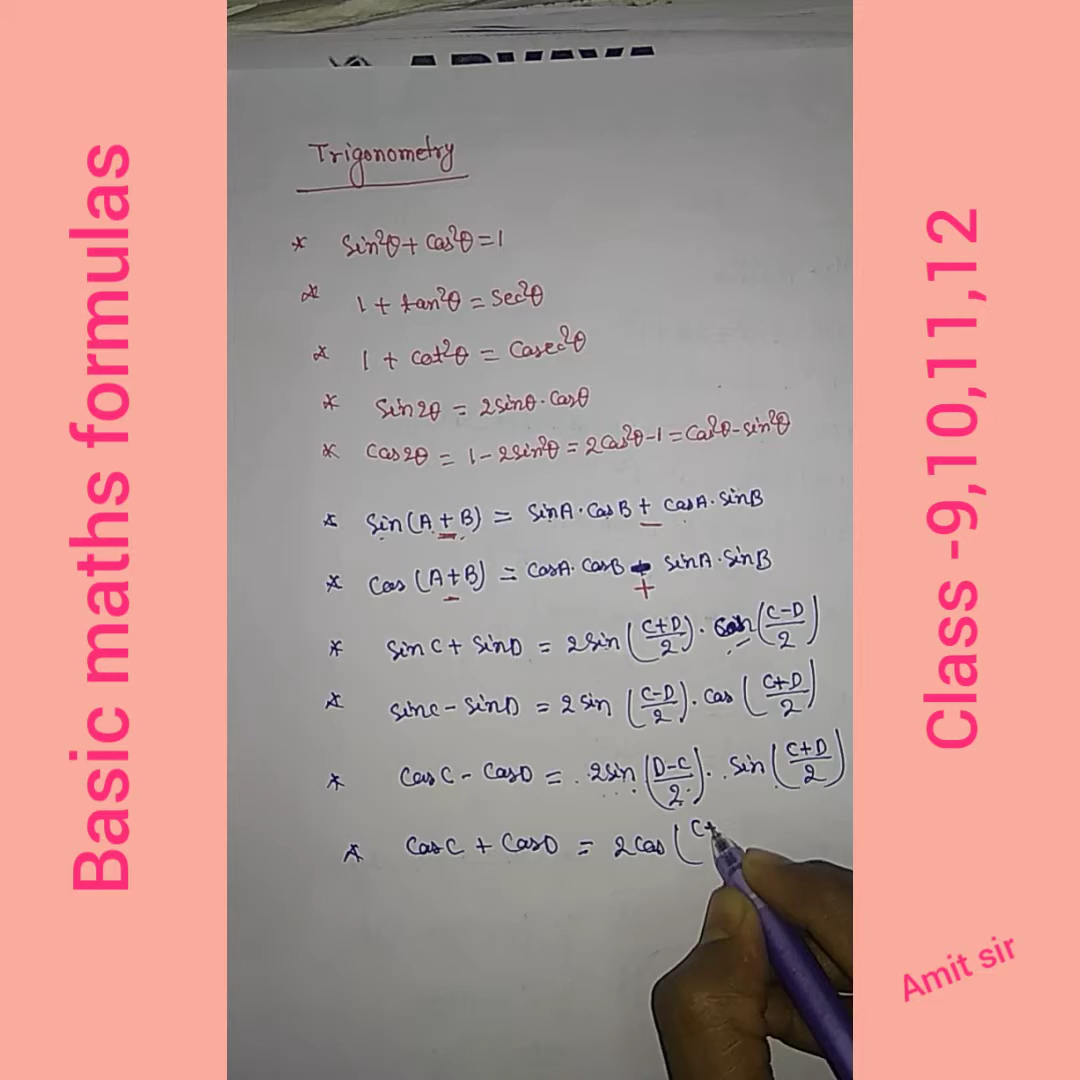 Basic maths formulas
Trigonometry
* Sin²θ + Cos²θ = 1
* 1 + tan²θ = Sec²θ
* 1 + Cot²θ = Cosec²θ
* Sin2θ = 2Sinθ·Cosθ
* Cos2θ = 1 - 2Sin²θ = 2Cos²θ - 1 = Cos²θ - Sin²θ
* Sin(A ± B) = SinA·CosB ± CosA·SinB
* Cos(A ± B) = CosA·CosB ∓ SinA·SinB
* SinC + SinD = 2Sin((C+D)/2)·Cos((C-D)/2)
* SinC - SinD = 2Sin((C-D)/2)·Cos((C+D)/2)
* CosC - CosD = 2Sin((D-C)/2)·Sin((C+D)/2)
* CosC + CosD = 2Cos(C+
Class -9,10,11,12
Amit sir